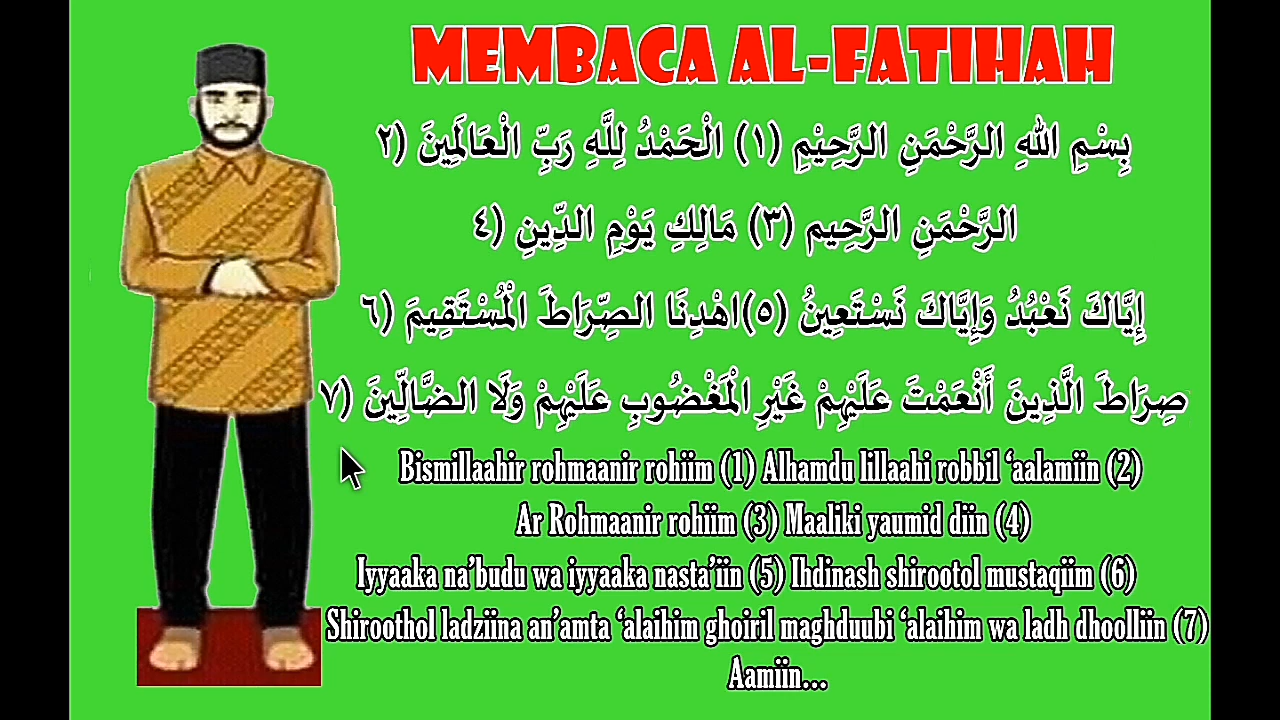 MEMBACA AL-FATIHAH
بِسْمِ اللهِ الرَّحْمَنِ الرَّحِيْمِ (١) الْحَمْدُ لِلَّهِ رَبِّ الْعَالَمِينَ (٢
الرَّحْمَنِ الرَّحِيم (٣) مَالِكِ يَوْمِ الدِّينِ (٤
إِيَّاكَ نَعْبُدُ وَإِيَّاكَ نَسْتَعِينُ (٥)اهْدِنَا الصِّرَاطَ الْمُسْتَقِيمَ (٦
صِرَاطَ الَّذِينَ أَنْعَمْتَ عَلَيْهِمْ غَيْرِ الْمَغْضُوبِ عَلَيْهِمْ وَلَا الضَّالِّينَ (٧
Bismillaahir rohmaanir rohiim (1) Alhamdu lillaahi robbil ‘aalamiin (2)
Ar Rohmaanir rohiim (3) Maaliki yaumid diin (4)
Iyyaaka na’budu wa iyyaaka nasta’iin (5) Ihdinash shirootol mustaqiim (6)
Shiroothol ladziina an’amta ‘alaihim ghoiril maghduubi ‘alaihim wa ladh dhoolliin (7)
Aamiin...